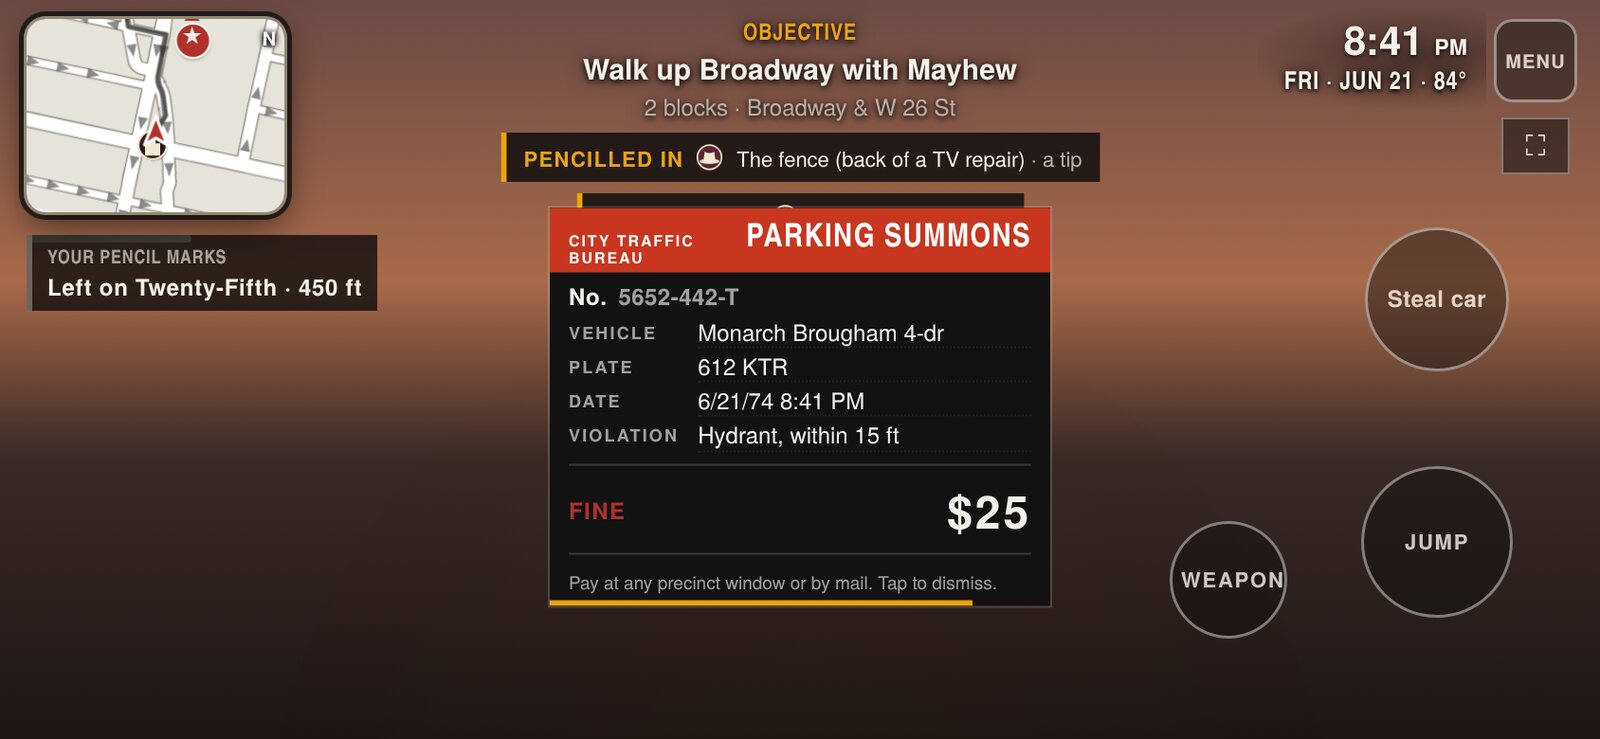 N
OBJECTIVE
Walk up Broadway with Mayhew
2 blocks · Broadway & W 26 St
8:41 PM
FRI · JUN 21 · 84°
MENU
PENCILLED IN The fence (back of a TV repair) · a tip
YOUR PENCIL MARKS
Left on Twenty-Fifth · 450 ft
CITY TRAFFIC
BUREAU
PARKING SUMMONS
No. 5652-442-T
VEHICLE Monarch Brougham 4-dr
PLATE 612 KTR
DATE 6/21/74 8:41 PM
VIOLATION Hydrant, within 15 ft
FINE $25
Pay at any precinct window or by mail. Tap to dismiss.
Steal car
JUMP
WEAPON